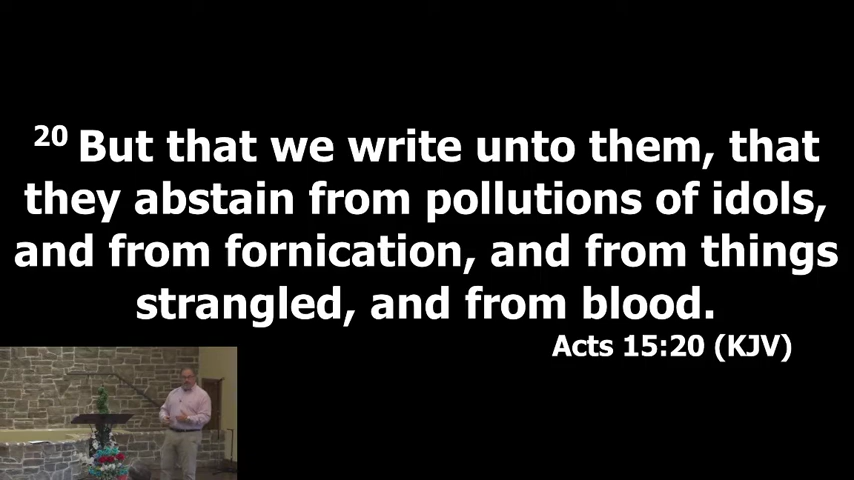 20 But that we write unto them, that
they abstain from pollutions of idols,
and from fornication, and from things
strangled, and from blood.
Acts 15:20 (KJV)